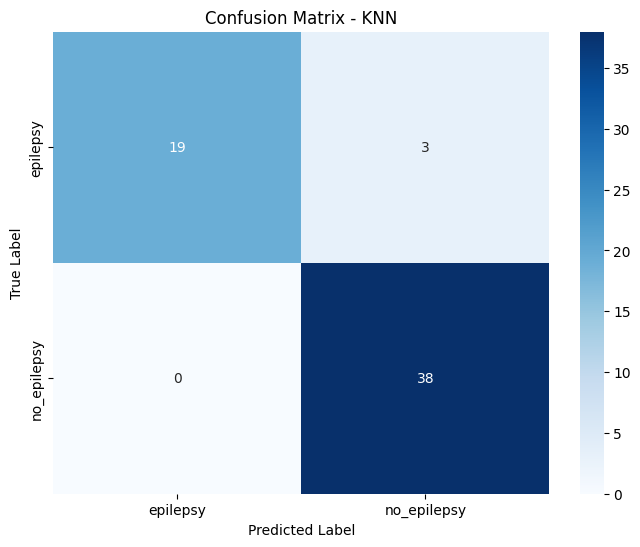 Confusion Matrix - KNN
epilepsy
19
3
35
30
25
20
15
10
5
0
True Label
no_epilepsy
0
38
epilepsy
no_epilepsy
Predicted Label